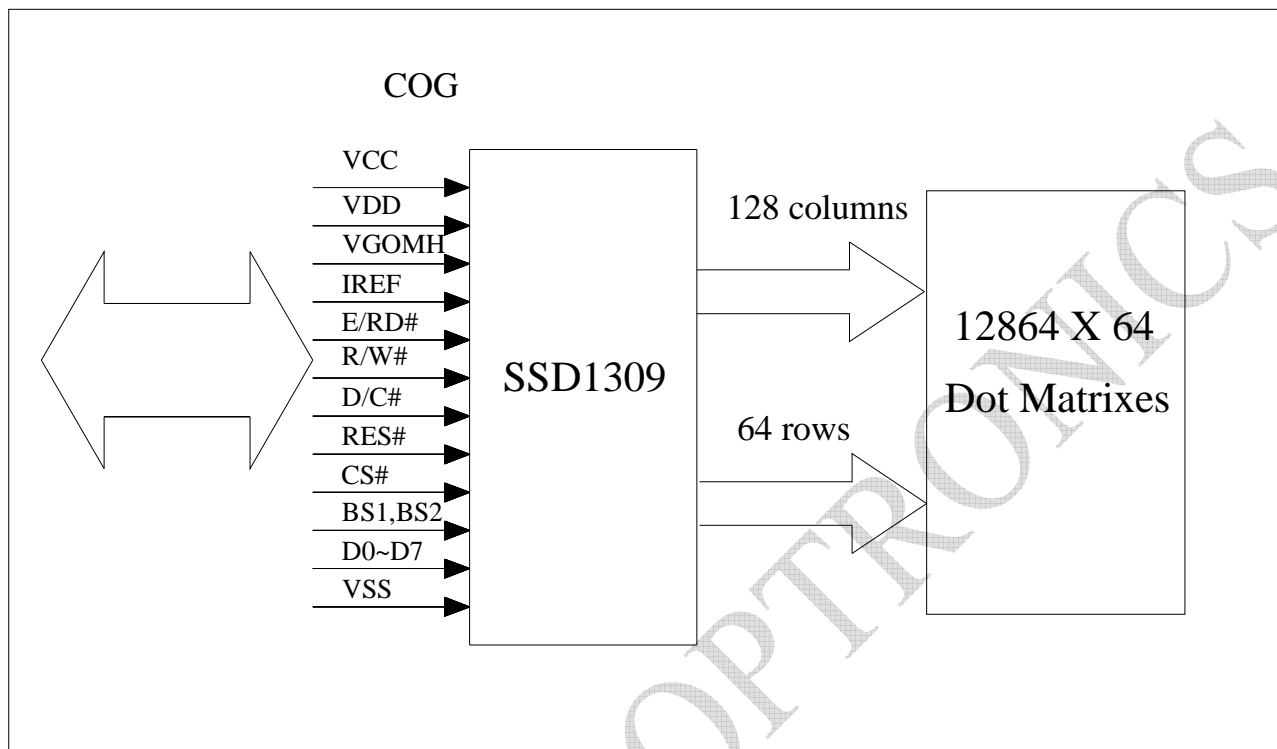 COG
VCC
VDD
VGOMH
IREF
E/RD#
R/W#
D/C#
RES#
CS#
BS1,BS2
D0~D7
VSS
SSD1309
128 columns
64 rows
12864 X 64
Dot Matrixes
OPTRONICS